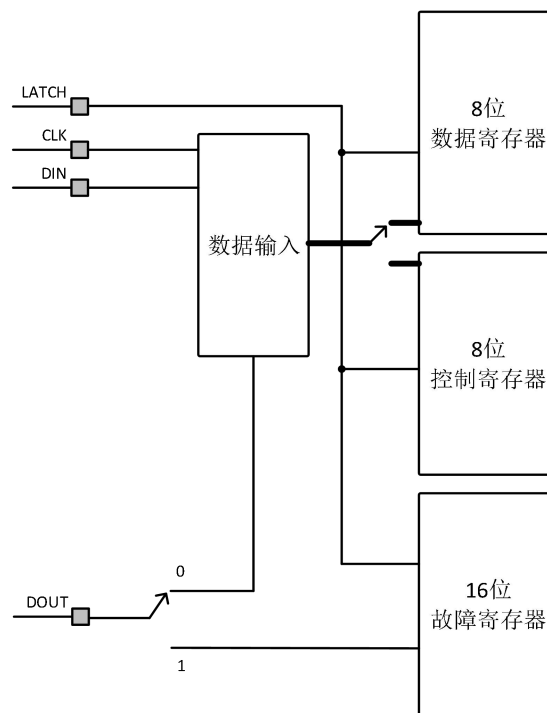 LATCH
CLK
DIN
数据输入
8位
数据寄存器
8位
控制寄存器
0
DOUT
1
16位
故障寄存器